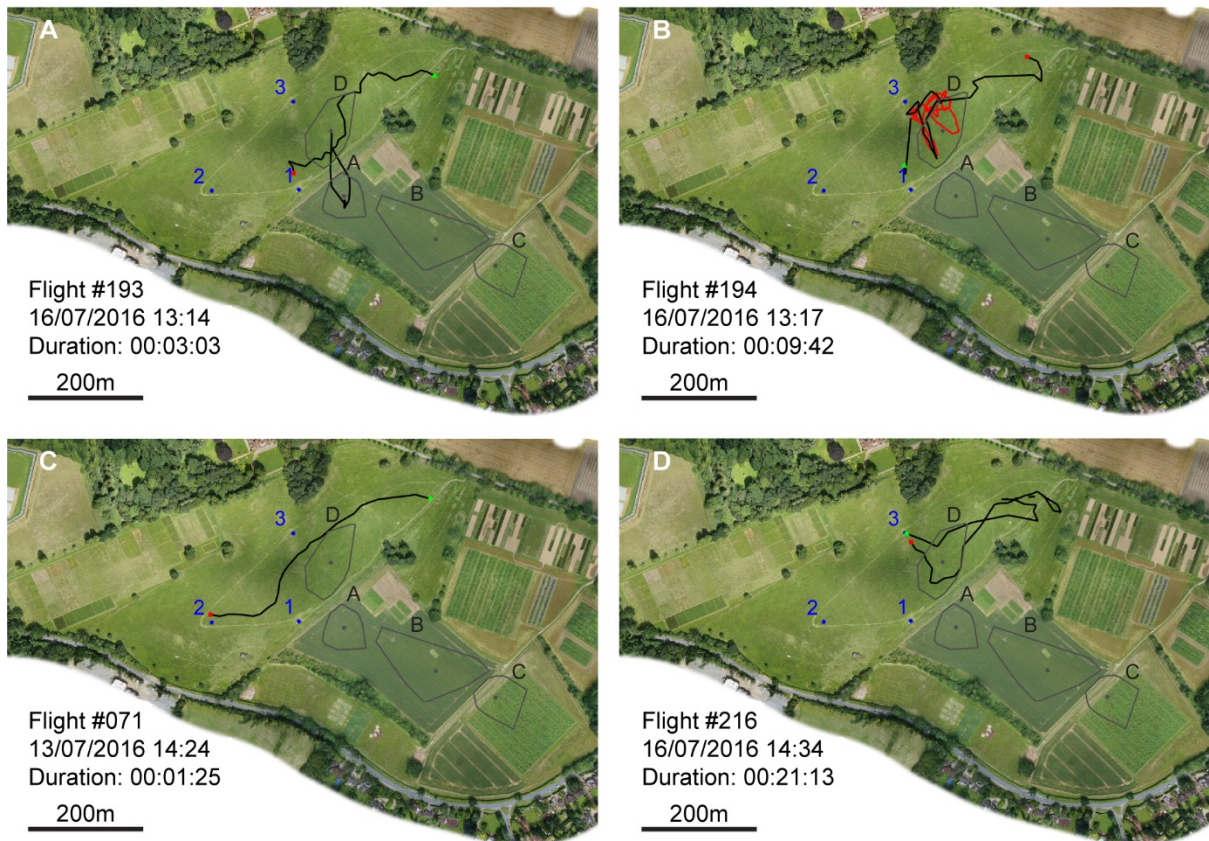 A
3
D
2
1
A
B
C
Flight #193
16/07/2016 13:14
Duration: 00:03:03
200m
B
3
D
2
1
A
B
C
Flight #194
16/07/2016 13:17
Duration: 00:09:42
200m
C
3
D
2
1
A
B
C
Flight #071
13/07/2016 14:24
Duration: 00:01:25
200m
D
3
D
2
1
A
B
C
Flight #216
16/07/2016 14:34
Duration: 00:21:13
200m